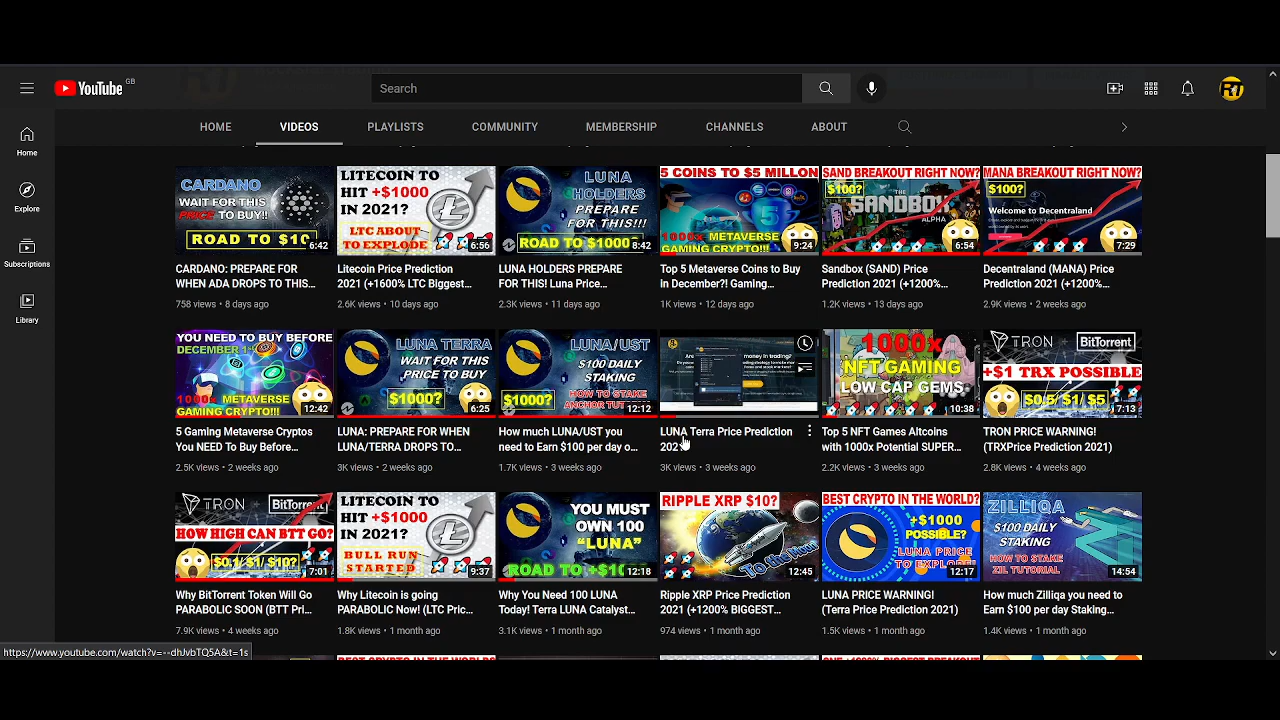 YouTube GB
Search
HOME VIDEOS PLAYLISTS COMMUNITY MEMBERSHIP CHANNELS ABOUT
Home
Explore
Subscriptions
Library
CARDANO
WAIT FOR THIS
PRICE TO BUY!!
ROAD TO $10
6:42
CARDANO: PREPARE FOR
WHEN ADA DROPS TO THIS...
758 views • 8 days ago
LITECOIN TO
HIT +$1000
IN 2021?
LTC ABOUT
TO EXPLODE
6:56
Litecoin Price Prediction
2021 (+1600% LTC Biggest...
2.6K views • 10 days ago
LUNA
HOLDERS
PREPARE
FOR THIS!!!
ROAD TO $1000
8:42
LUNA HOLDERS PREPARE
FOR THIS! Luna Price...
2.3K views • 11 days ago
5 COINS TO $5 MILLON
1000x METAVERSE
GAMING CRYPTO!!!
9:24
Top 5 Metaverse Coins to Buy
in December?! Gaming...
1K views • 12 days ago
SAND BREAKOUT RIGHT NOW?
$100?
THE
SANDBOX
ALPHA
6:54
Sandbox (SAND) Price
Prediction 2021 (+1200%...
1.2K views • 13 days ago
MANA BREAKOUT RIGHT NOW?
$100?
Welcome to Decentraland
7:29
Decentraland (MANA) Price
Prediction 2021 (+1200%...
2.9K views • 2 weeks ago
YOU NEED TO BUY BEFORE
DECEMBER 1ST
1000x METAVERSE
GAMING CRYPTO!!!
12:42
5 Gaming Metaverse Cryptos
You NEED To Buy Before...
2.5K views • 2 weeks ago
LUNA TERRA
WAIT FOR THIS
PRICE TO BUY
$1000?
6:25
LUNA: PREPARE FOR WHEN
LUNA/TERRA DROPS TO...
3K views • 2 weeks ago
LUNA/UST
$100 DAILY
STAKING
HOW TO STAKE
ANCHOR TUT
$1000?
12:12
How much LUNA/UST you
need to Earn $100 per day o...
1.7K views • 3 weeks ago
LUNA Terra Price Prediction
2021
3K views • 3 weeks ago
1000x
NFT GAMING
LOW CAP GEMS
10:38
Top 5 NFT Games Altcoins
with 1000x Potential SUPER...
2.2K views • 3 weeks ago
TRON BitTorrent
+$1 TRX POSSIBLE
$0.5/ $1/ $5
7:13
TRON PRICE WARNING!
(TRXPrice Prediction 2021)
2.8K views • 4 weeks ago
TRON BitTorrent
HOW HIGH CAN BTT GO?
$0.1/ $1/ $10?
7:01
Why BitTorrent Token Will Go
PARABOLIC SOON (BTT Pri...
7.9K views • 4 weeks ago
LITECOIN TO
HIT +$1000
IN 2021?
BULL RUN
STARTED
9:37
Why Litecoin is going
PARABOLIC Now! (LTC Pric...
1.8K views • 1 month ago
YOU MUST
OWN 100
"LUNA"
ROAD TO +$1
12:18
Why You Need 100 LUNA
Today! Terra LUNA Catalyst...
3.1K views • 1 month ago
RIPPLE XRP $10?
To the
12:45
Ripple XRP Price Prediction
2021 (+1200% BIGGEST...
974 views • 1 month ago
BEST CRYPTO IN THE WORLD?
+$1000
POSSIBLE?
LUNA PRICE
TO EXPLODE
12:17
LUNA PRICE WARNING!
(Terra Price Prediction 2021)
1.5K views • 1 month ago
ZILLIQA
$100 DAILY
STAKING
HOW TO STAKE
ZIL TUTORIAL
14:54
How much Zilliqa you need to
Earn $100 per day Staking...
1.4K views • 1 month ago
https://www.youtube.com/watch?v=--dhJvbTQ5A&t=1s